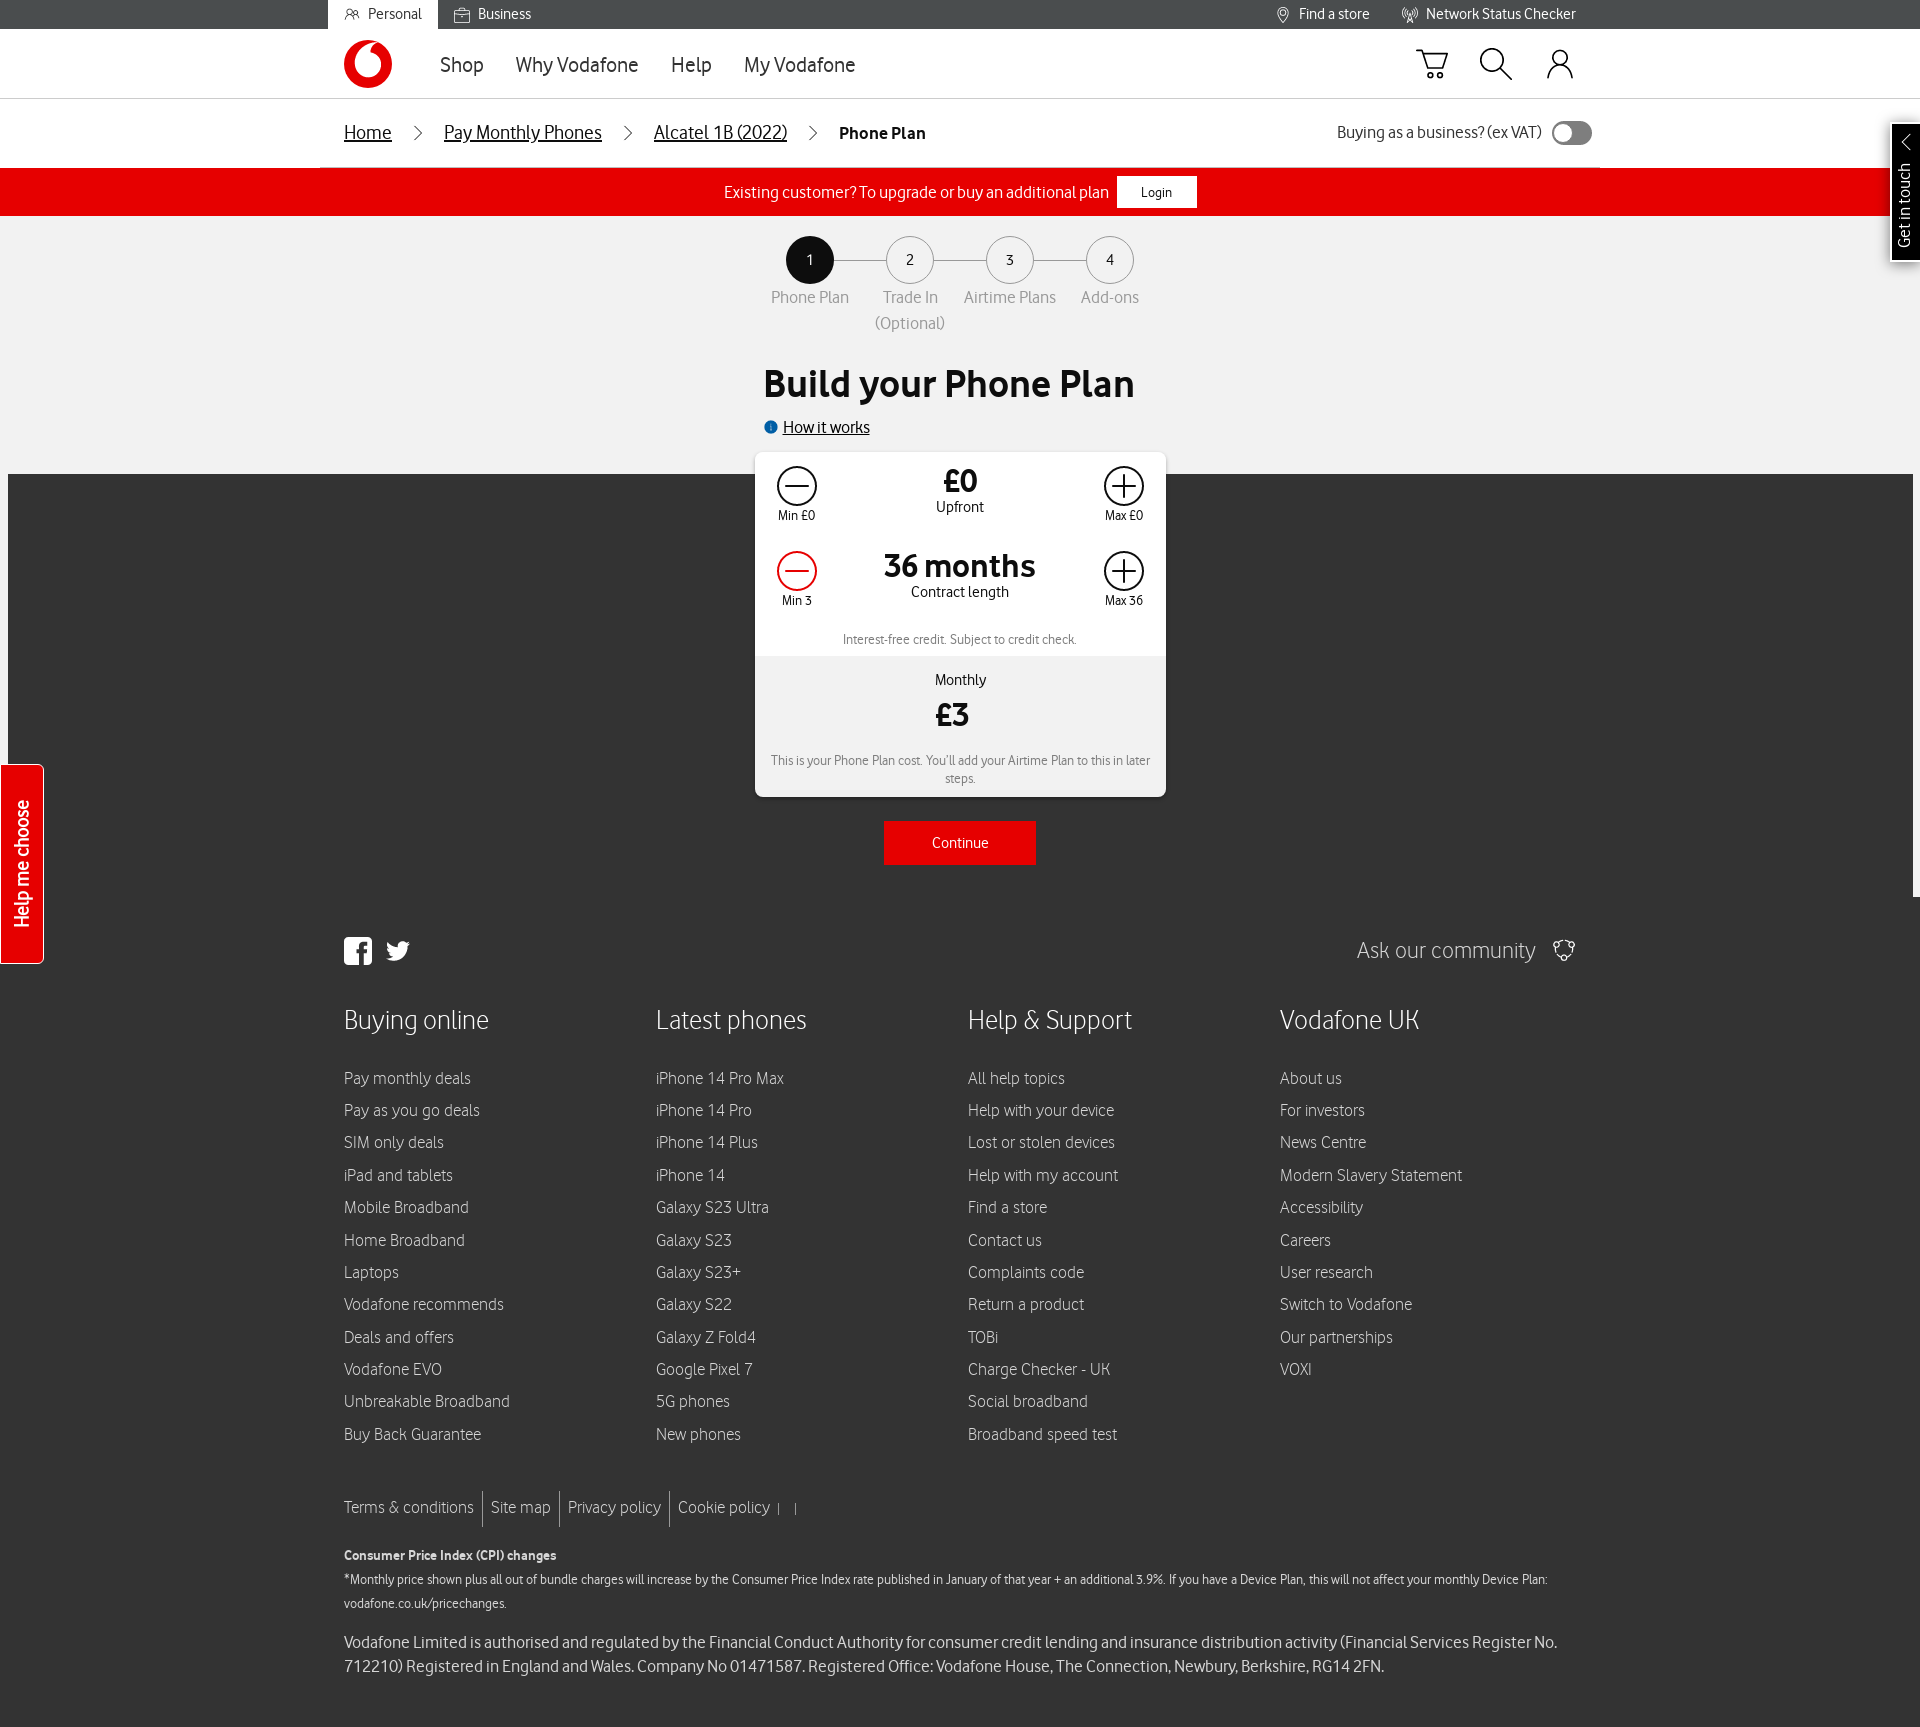 Personal
Business
Find a store
Network Status Checker
Shop
Why Vodafone
Help
My Vodafone
Home
Pay Monthly Phones
Alcatel 1B (2022)
Phone Plan
Buying as a business? (ex VAT)
Get in touch
Existing customer? To upgrade or buy an additional plan
Login
1
2
3
4
Phone Plan
Trade In
(Optional)
Airtime Plans
Add-ons
Build your Phone Plan
How it works
£0
Upfront
Min £0
Max £0
36 months
Contract length
Min 3
Max 36
Interest-free credit. Subject to credit check.
Monthly
£3
This is your Phone Plan cost. You'll add your Airtime Plan to this in later
steps.
Continue
Help me choose
Ask our community
Buying online
Pay monthly deals
Pay as you go deals
SIM only deals
iPad and tablets
Mobile Broadband
Home Broadband
Laptops
Vodafone recommends
Deals and offers
Vodafone EVO
Unbreakable Broadband
Buy Back Guarantee
Latest phones
iPhone 14 Pro Max
iPhone 14 Pro
iPhone 14 Plus
iPhone 14
Galaxy S23 Ultra
Galaxy S23
Galaxy S23+
Galaxy S22
Galaxy Z Fold4
Google Pixel 7
5G phones
New phones
Help & Support
All help topics
Help with your device
Lost or stolen devices
Help with my account
Find a store
Contact us
Complaints code
Return a product
TOBi
Charge Checker - UK
Social broadband
Broadband speed test
Vodafone UK
About us
For investors
News Centre
Modern Slavery Statement
Accessibility
Careers
User research
Switch to Vodafone
Our partnerships
VOXI
Terms & conditions
Site map
Privacy policy
Cookie policy
Consumer Price Index (CPI) changes
*Monthly price shown plus all out of bundle charges will increase by the Consumer Price Index rate published in January of that year + an additional 3.9%. If you have a Device Plan, this will not affect your monthly Device Plan:
vodafone.co.uk/pricechanges.
Vodafone Limited is authorised and regulated by the Financial Conduct Authority for consumer credit lending and insurance distribution activity (Financial Services Register No.
712210) Registered in England and Wales. Company No 01471587. Registered Office: Vodafone House, The Connection, Newbury, Berkshire, RG14 2FN.